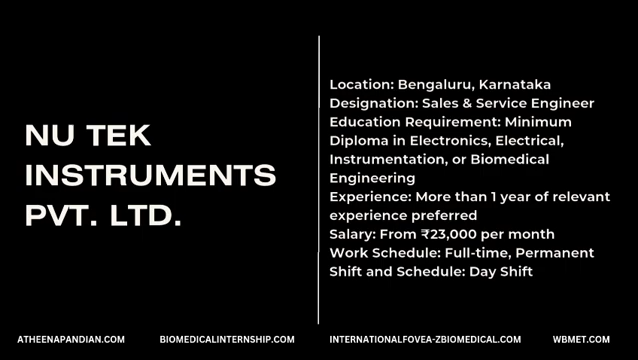 NU TEK
INSTRUMENTS
PVT. LTD.
Location: Bengaluru, Karnataka
Designation: Sales & Service Engineer
Education Requirement: Minimum
Diploma in Electronics, Electrical,
Instrumentation, or Biomedical
Engineering
Experience: More than 1 year of relevant
experience preferred
Salary: From ₹23,000 per month
Work Schedule: Full-time, Permanent
Shift and Schedule: Day Shift
ATHEENAPANDIAN.COM
BIOMEDICALINTERNSHIP.COM
INTERNATIONALFOVEA-ZBIOMEDICAL.COM
WBMET.COM